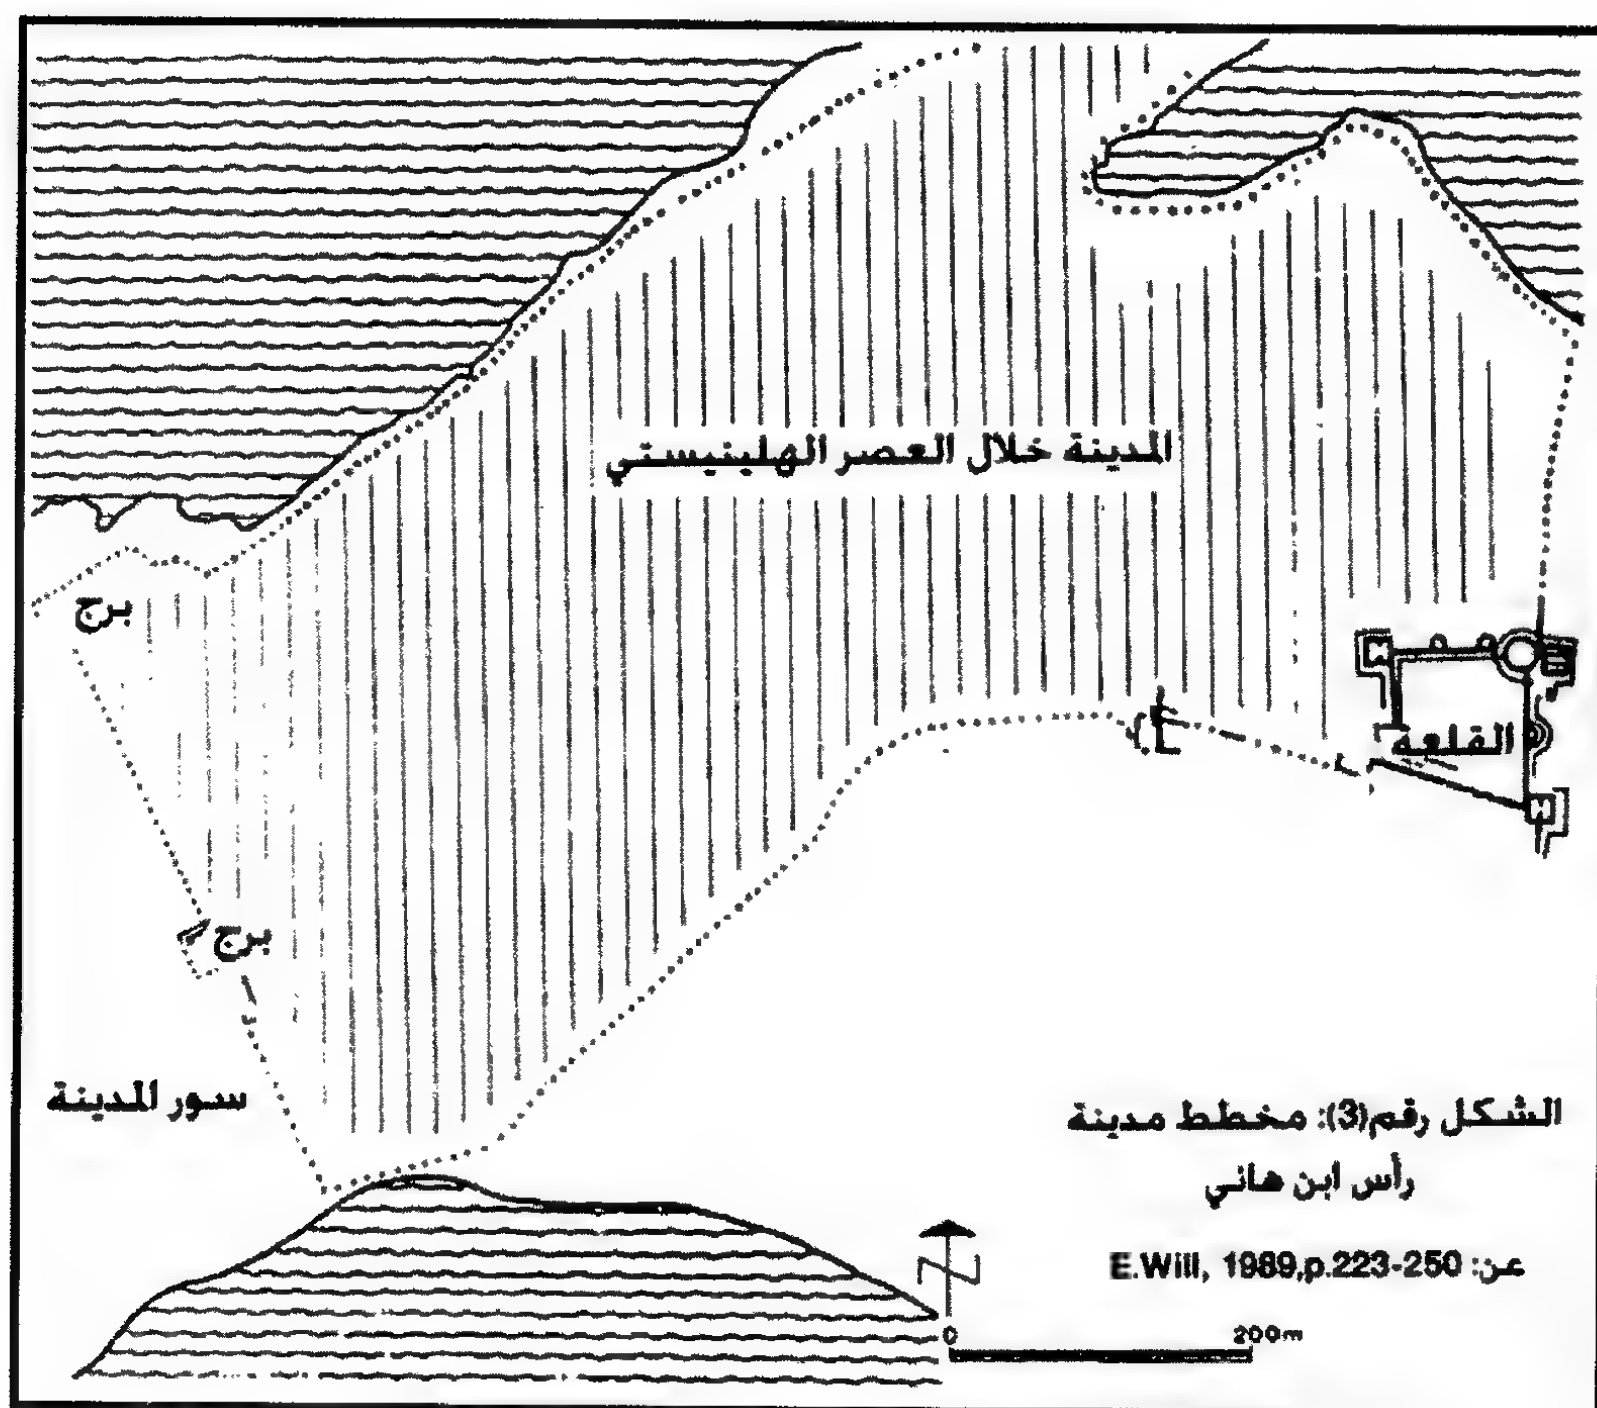 المدينة خلال العصر الهلينيستي
برج
القلعة
برج
سور المدينة
الشكل رقم(3): مخطط مدينة
رأس ابن هاني
عن: E.Will, 1989,p.223-250
0 200m